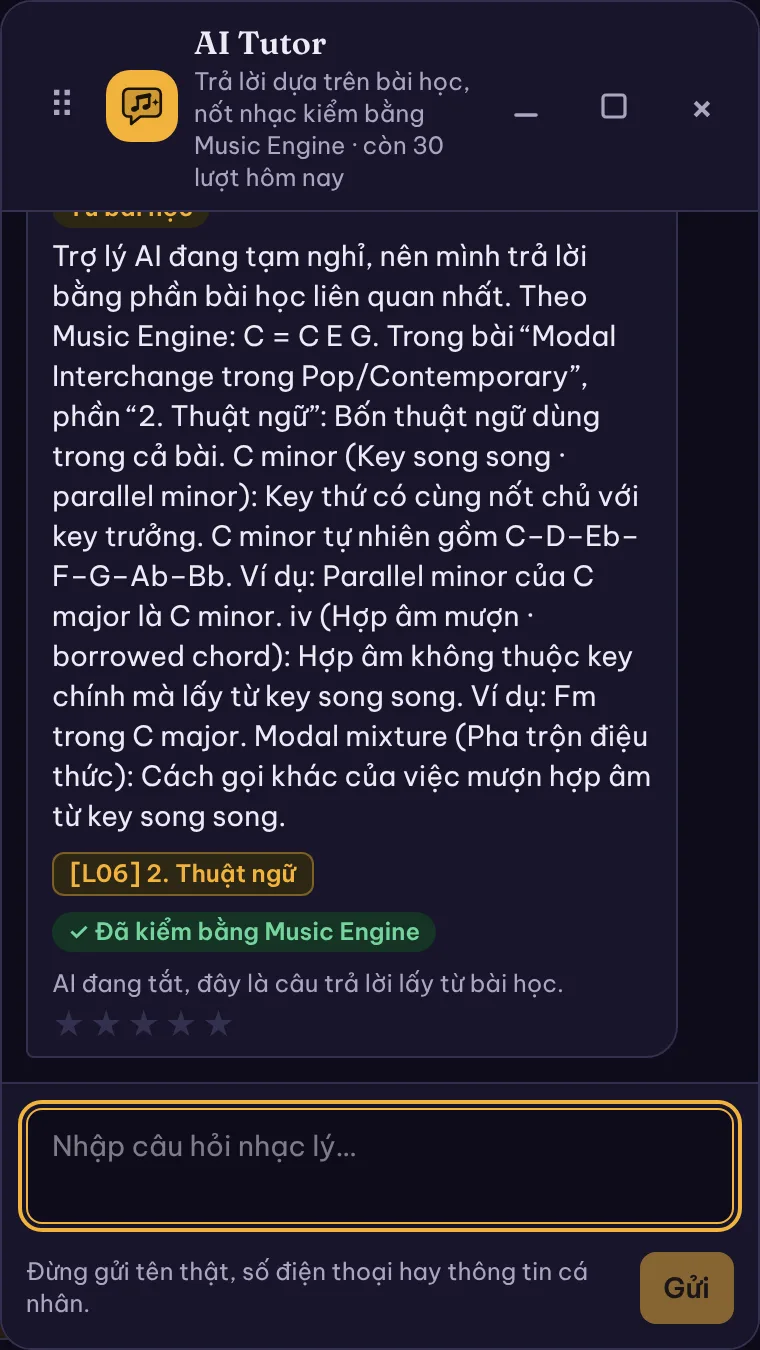 AI Tutor
Trả lời dựa trên bài học,
nốt nhạc kiểm bằng
Music Engine · còn 30
lượt hôm nay
Từ bài học
Trợ lý AI đang tạm nghỉ, nên mình trả lời
bằng phần bài học liên quan nhất. Theo
Music Engine: C = C E G. Trong bài “Modal
Interchange trong Pop/Contemporary”,
phần “2. Thuật ngữ”: Bốn thuật ngữ dùng
trong cả bài. C minor (Key song song ·
parallel minor): Key thứ có cùng nốt chủ với
key trưởng. C minor tự nhiên gồm C–D–Eb–
F–G–Ab–Bb. Ví dụ: Parallel minor của C
major là C minor. iv (Hợp âm mượn ·
borrowed chord): Hợp âm không thuộc key
chính mà lấy từ key song song. Ví dụ: Fm
trong C major. Modal mixture (Pha trộn điệu
thức): Cách gọi khác của việc mượn hợp âm
từ key song song.
[L06] 2. Thuật ngữ
✓ Đã kiểm bằng Music Engine
AI đang tắt, đây là câu trả lời lấy từ bài học.
★ ★ ★ ★ ★
Nhập câu hỏi nhạc lý...
Đừng gửi tên thật, số điện thoại hay thông tin cá
nhân.
Gửi